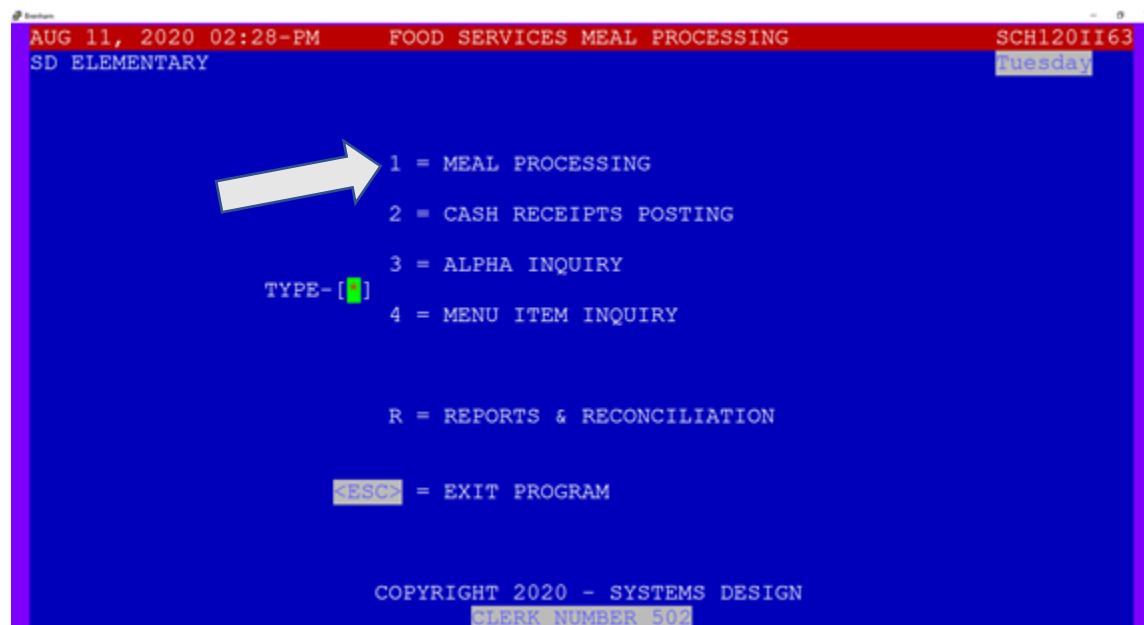 AUG 11, 2020 02:28-PM FOOD SERVICES MEAL PROCESSING SCH120II63
SD ELEMENTARY Tuesday
1 = MEAL PROCESSING
2 = CASH RECEIPTS POSTING
3 = ALPHA INQUIRY
TYPE-[*]
4 = MENU ITEM INQUIRY
R = REPORTS & RECONCILIATION
<ESC> = EXIT PROGRAM
COPYRIGHT 2020 - SYSTEMS DESIGN
CLERK NUMBER 502